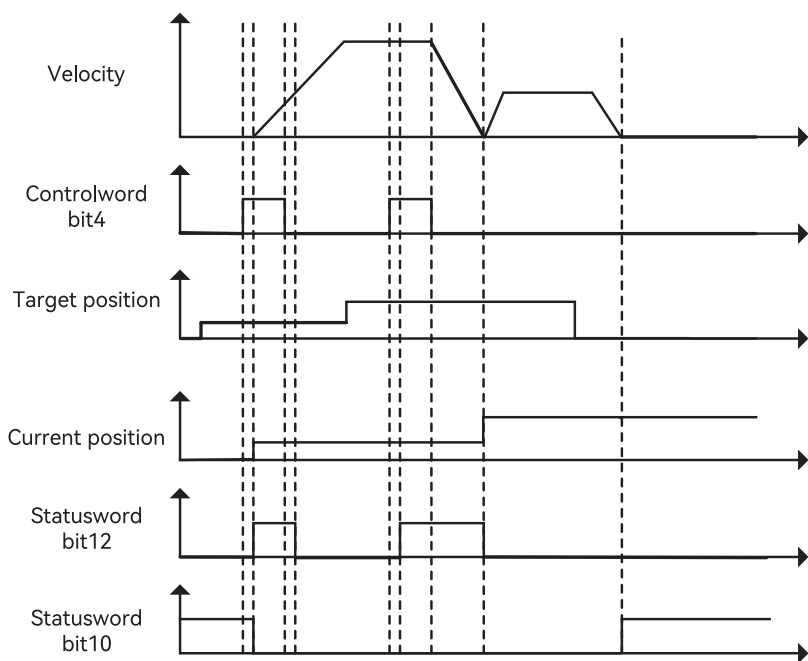 Velocity
Controlword
bit4
Target position
Current position
Statusword
bit12
Statusword
bit10